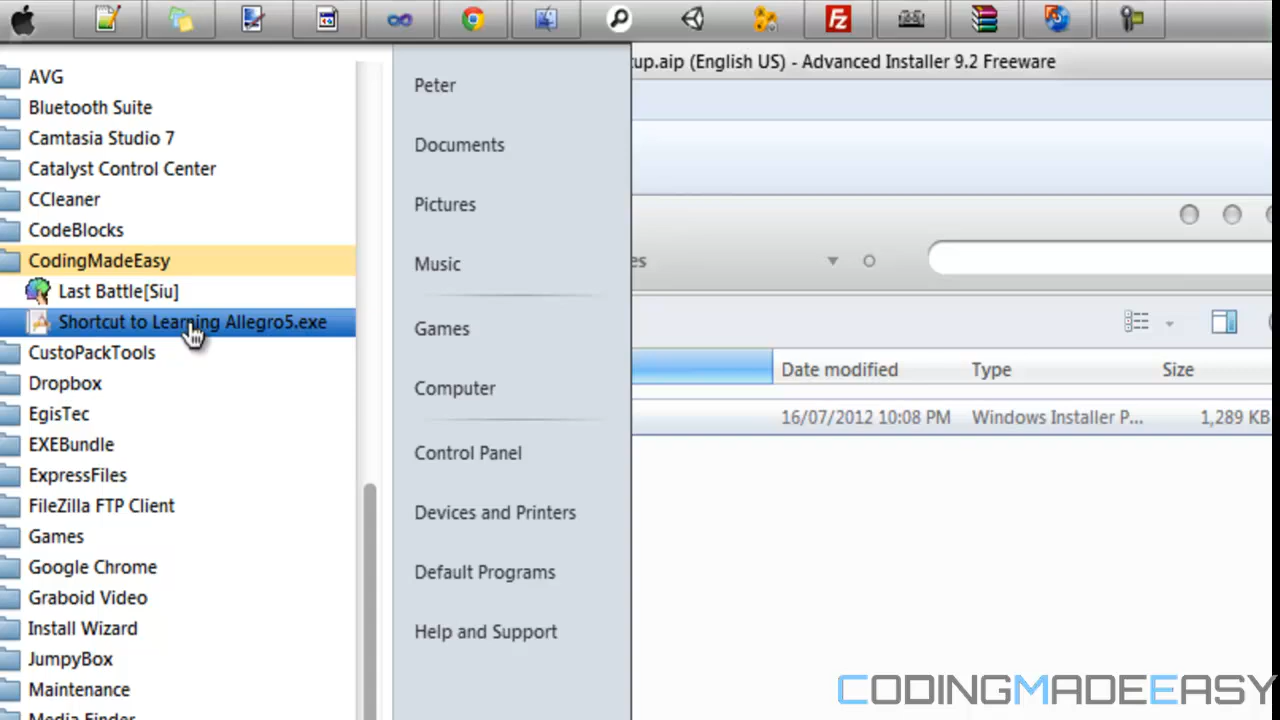 up.aip (English US) - Advanced Installer 9.2 Freeware
AVG
Bluetooth Suite
Camtasia Studio 7
Catalyst Control Center
CCleaner
CodeBlocks
CodingMadeEasy
Last Battle[Siu]
Shortcut to Learning Allegro5.exe
CustoPackTools
Dropbox
EgisTec
EXEBundle
ExpressFiles
FileZilla FTP Client
Games
Google Chrome
Graboid Video
Install Wizard
JumpyBox
Maintenance
Media Finder
Peter
Documents
Pictures
Music
Games
Computer
Control Panel
Devices and Printers
Default Programs
Help and Support
es
Date modified Type Size
16/07/2012 10:08 PM Windows Installer P... 1,289 KB
CODINGMADEEASY